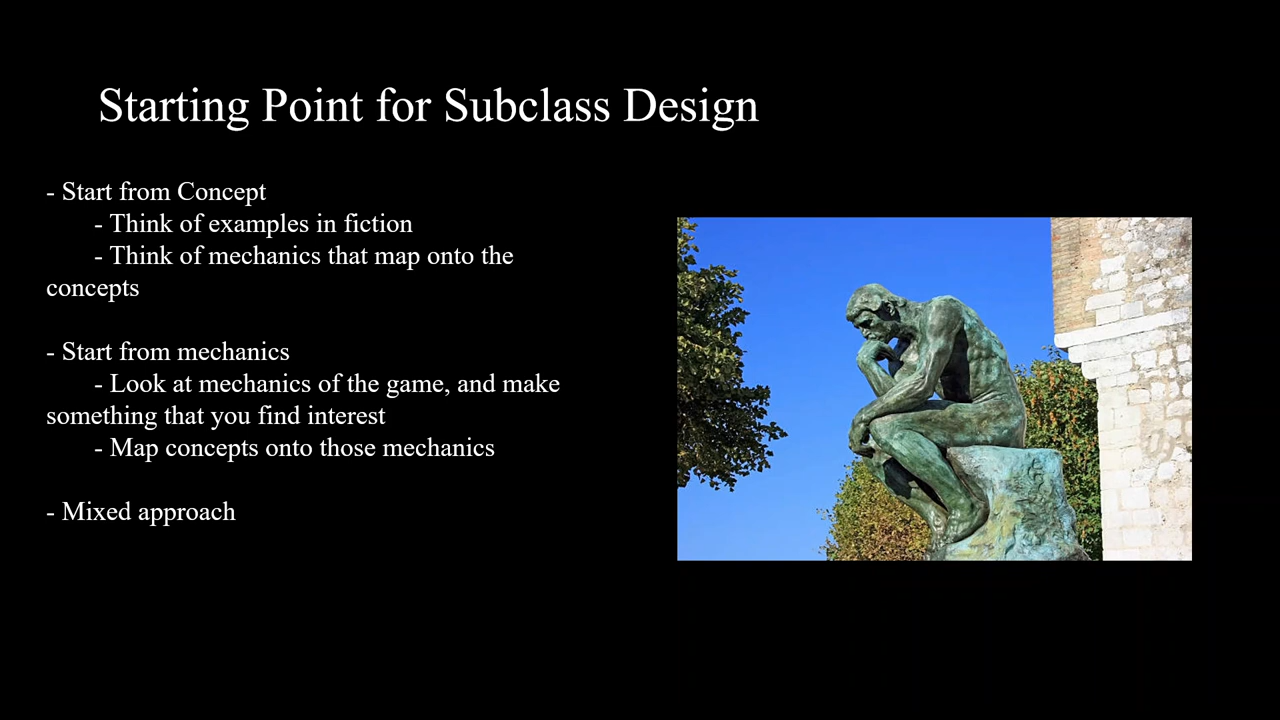 Starting Point for Subclass Design
- Start from Concept
- Think of examples in fiction
- Think of mechanics that map onto the
concepts
- Start from mechanics
- Look at mechanics of the game, and make
something that you find interest
- Map concepts onto those mechanics
- Mixed approach